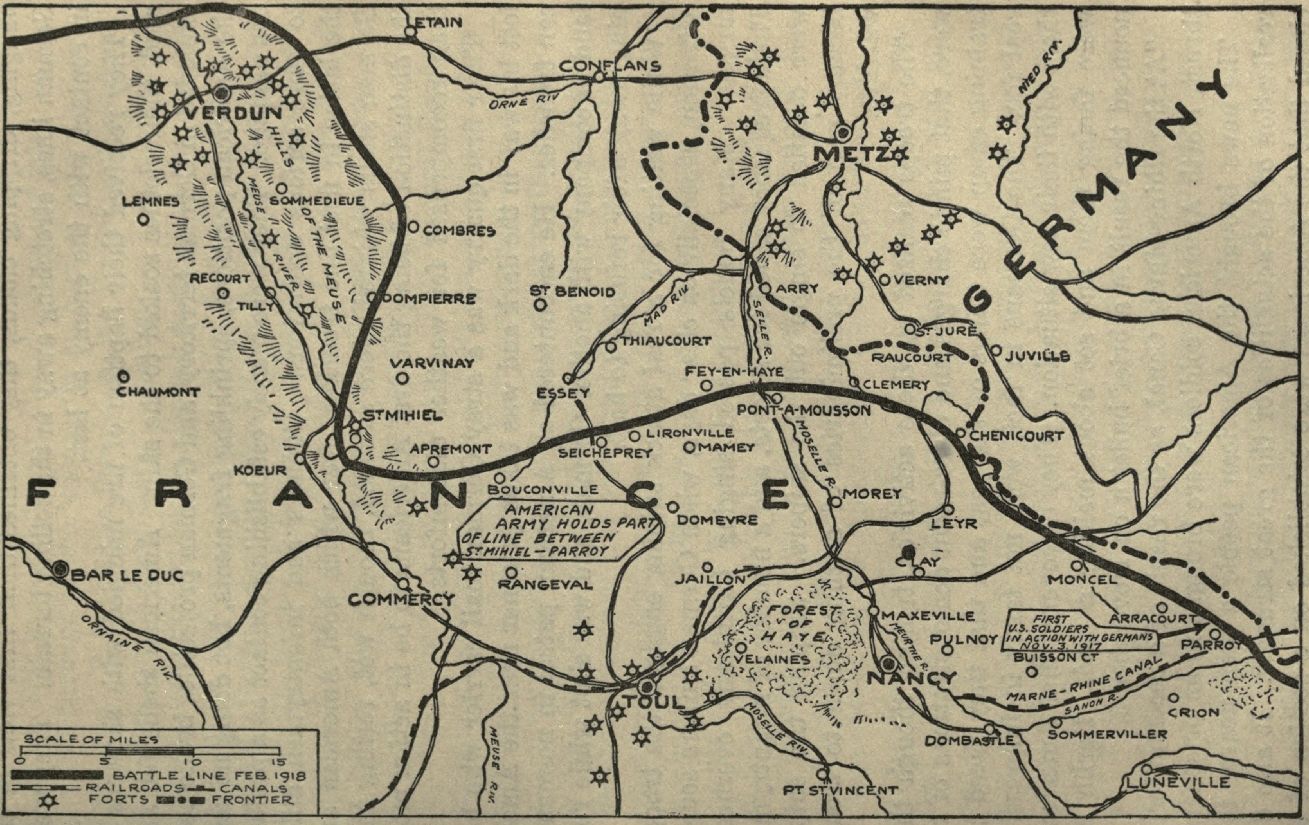 ETAIN
CONFLANS
ORNE RIV
NIED RIV.
VERDUN
METZ
GERMANY
HILLS OF THE MEUSE
MEUSE RIVER
LEMNES
SOMMEDIEUE
COMBRES
RECOURT
TILLY
DOMPIERRE
ST BENOID
MAD RIV
ARRY
VERNY
SELLE R.
ST JURE
THIAUCOURT
RAUCOURT
JUVILLS
VARVINAY
CHAUMONT
ESSEY
FEY-EN-HAYE
CLEMERY
PONT-A-MOUSSON
ST MIHIEL
LIRONVILLE
CHENICOURT
APREMONT
SEICHEPREY
MAMEY
KOEUR
MOSELLE R.
FRANCE
BOUCONVILLE
MOREY
AMERICAN
ARMY HOLDS PART
OF LINE BETWEEN
ST MIHIEL-PARROY
DOMEVRE
LEYR
CLAY
BAR LE DUC
RANGEVAL
JAILLON
MONCEL
COMMERCY
FOREST
OF
HAYE
MAXEVILLE
ARRACOURT
FIRST
U.S. SOLDIERS
IN ACTION WITH GERMANS
NOV. 3. 1917
ORNAINE RIV.
MEURTHE R.
PULNOY
PARROY
VELAINES
BUISSON CT
NANCY
MARNE-RHINE CANAL
SANON R.
TOUL
MOSELLE RIV.
CRION
MEUSE RIV.
DOMBASTLE
SOMMERVILLER
PT ST VINCENT
LUNEVILLE
SCALE OF MILES
0 5 10 15
BATTLE LINE FEB. 1918
RAILROADS CANALS
FORTS FRONTIER